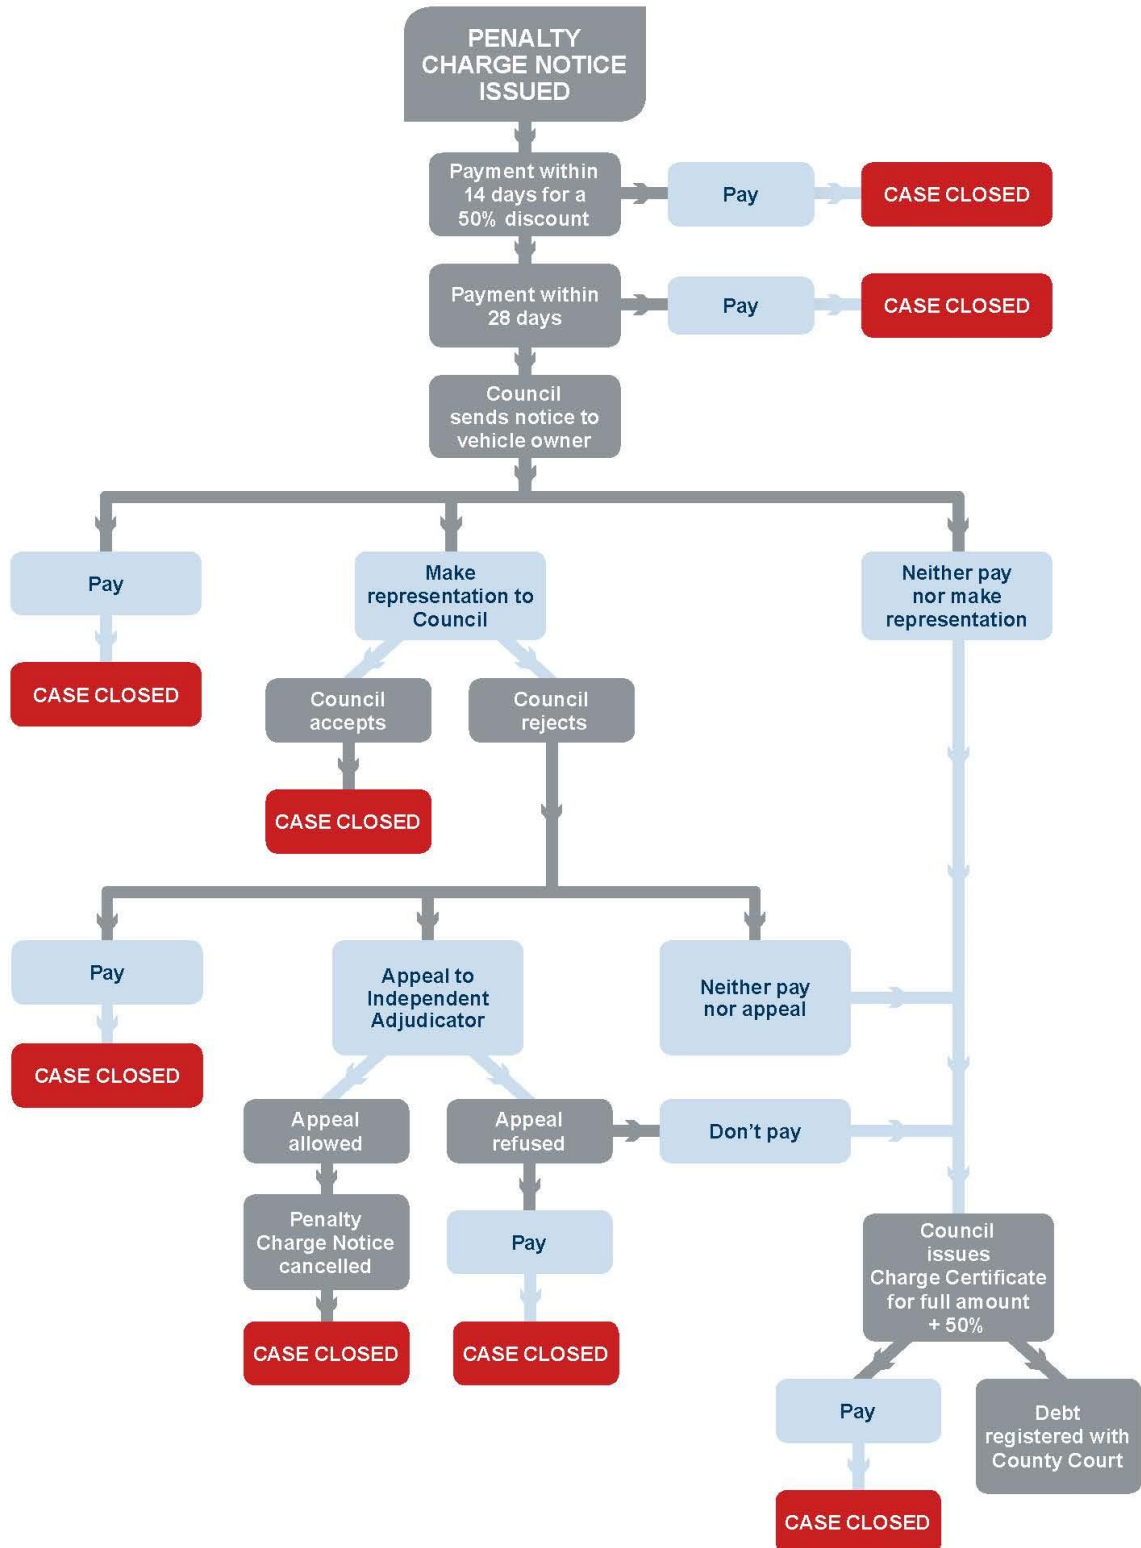 PENALTY
CHARGE NOTICE
ISSUED
Payment within
14 days for a
50% discount
Pay
CASE CLOSED
Payment within
28 days
Pay
CASE CLOSED
Council
sends notice to
vehicle owner
Pay
Make
representation to
Council
Neither pay
nor make
representation
CASE CLOSED
Council
accepts
Council
rejects
CASE CLOSED
Pay
Appeal to
Independent
Adjudicator
Neither pay
nor appeal
CASE CLOSED
Appeal
allowed
Appeal
refused
Don't pay
Penalty
Charge Notice
cancelled
Pay
Council
issues
Charge Certificate
for full amount
+ 50%
CASE CLOSED
CASE CLOSED
Pay
Debt
registered with
County Court
CASE CLOSED